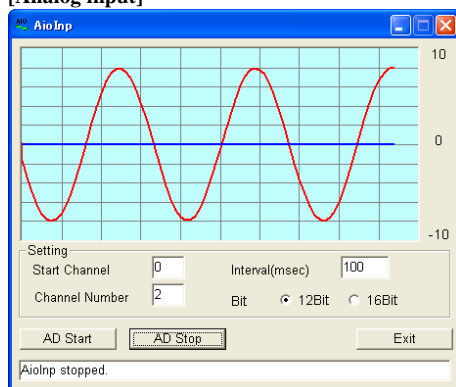 [Analog input]
AIO AioInp
10
0
-10
Setting
Start Channel 0 Interval(msec) 100
Channel Number 2 Bit 12Bit 16Bit
AD Start AD Stop Exit
AioInp stopped.